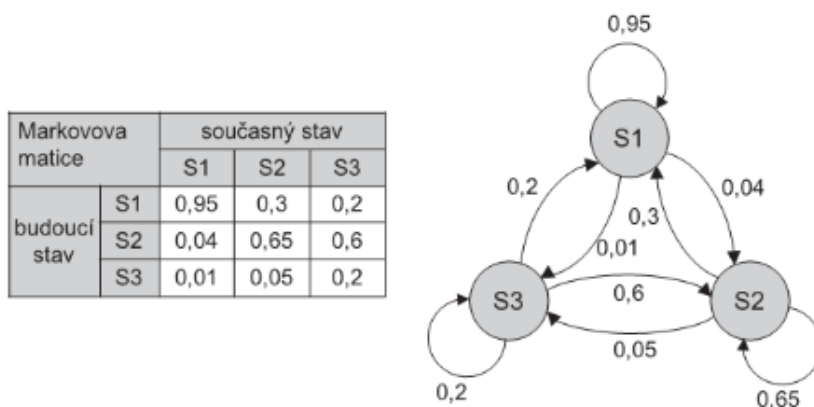 Markovova matice současný stav
S1 S2 S3
budoucí stav S1 0,95 0,3 0,2
S2 0,04 0,65 0,6
S3 0,01 0,05 0,2
0,95
S1
0,2
0,04
0,3
0,01
S3
0,6
S2
0,05
0,2
0,65